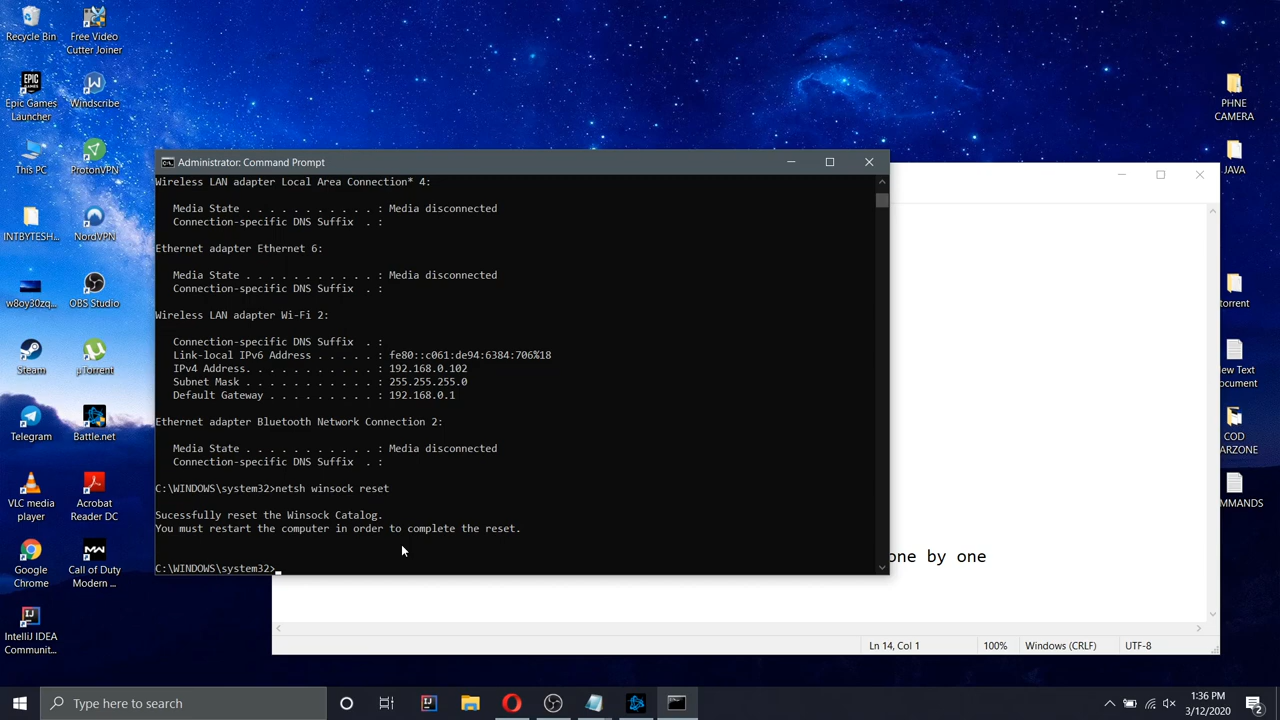 Recycle Bin
Free Video
Cutter Joiner
Epic Games
Launcher
Windscribe
This PC
ProtonVPN
INTBYTESH...
NordVPN
w8oy30zq...
OBS Studio
Steam
µTorrent
Telegram
Battle.net
VLC media
player
Acrobat
Reader DC
Google
Chrome
Call of Duty
Modern ...
IntelliJ IDEA
Communit...
Administrator: Command Prompt
Wireless LAN adapter Local Area Connection* 4:
Media State . . . . . . . . . . . : Media disconnected
Connection-specific DNS Suffix . :
Ethernet adapter Ethernet 6:
Media State . . . . . . . . . . . : Media disconnected
Connection-specific DNS Suffix . :
Wireless LAN adapter Wi-Fi 2:
Connection-specific DNS Suffix . :
Link-local IPv6 Address . . . . . : fe80::c061:de94:6384:706%18
IPv4 Address. . . . . . . . . . . : 192.168.0.102
Subnet Mask . . . . . . . . . . . : 255.255.255.0
Default Gateway . . . . . . . . . : 192.168.0.1
Ethernet adapter Bluetooth Network Connection 2:
Media State . . . . . . . . . . . : Media disconnected
Connection-specific DNS Suffix . :
C:\WINDOWS\system32>netsh winsock reset
Sucessfully reset the Winsock Catalog.
You must restart the computer in order to complete the reset.
C:\WINDOWS\system32>
one by one
Ln 14, Col 1
100%
Windows (CRLF)
UTF-8
PHNE
CAMERA
JAVA
torrent
New Text
Document
COD
WARZONE
OMMANDS
Type here to search
1:36 PM
3/12/2020
2